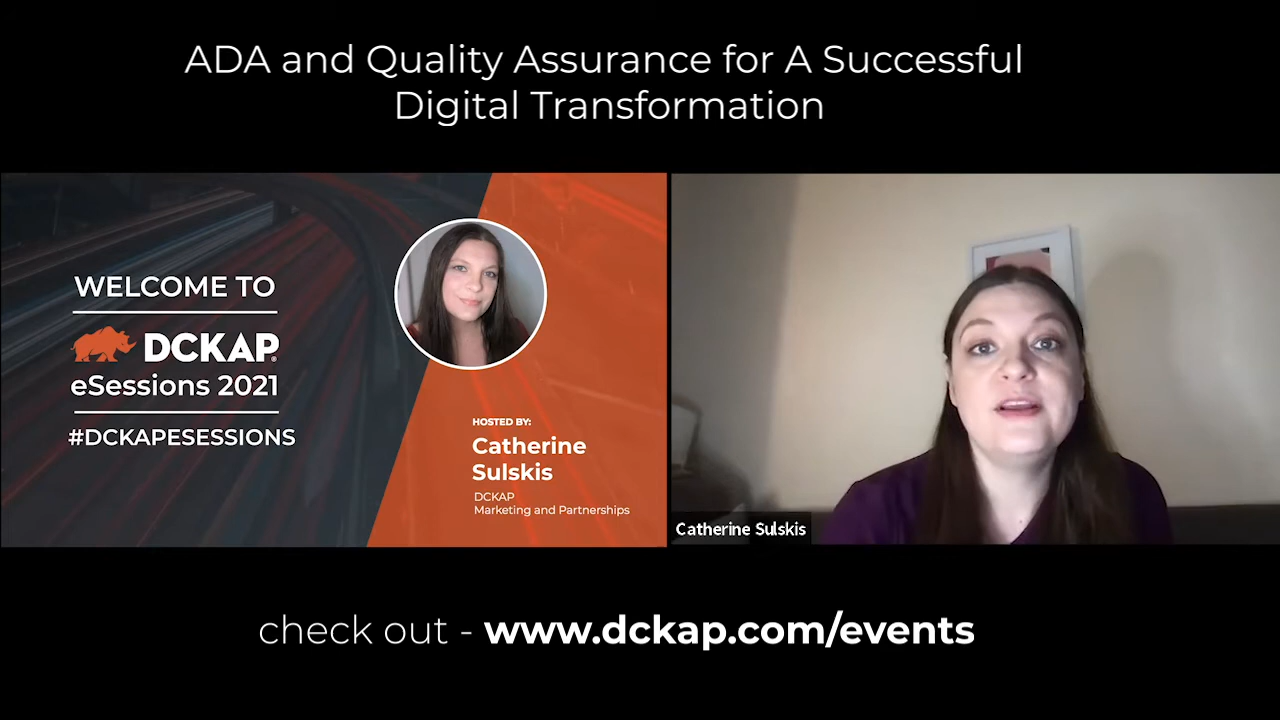 ADA and Quality Assurance for A Successful
Digital Transformation
WELCOME TO
DCKAP
eSessions 2021
#DCKAPESESSIONS
HOSTED BY:
Catherine
Sulskis
DCKAP
Marketing and Partnerships
Catherine Sulskis
check out - www.dckap.com/events